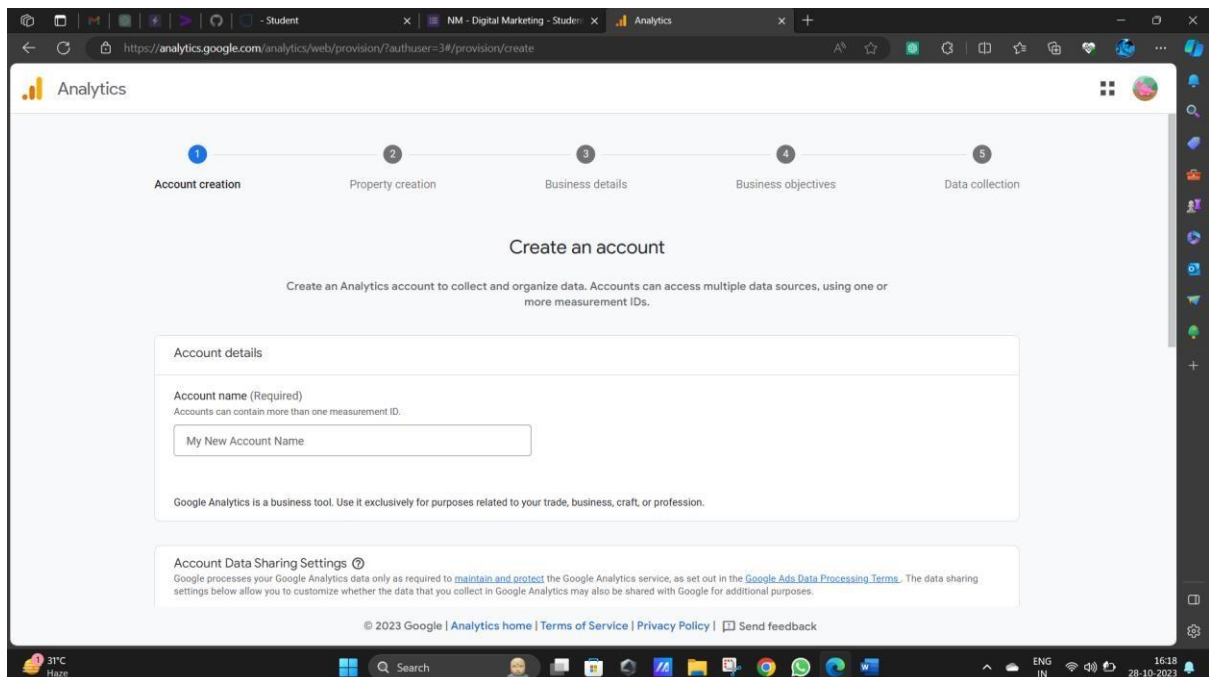 - Student
NM - Digital Marketing - Studen
Analytics
https://analytics.google.com/analytics/web/provision/?authuser=3#/provision/create
Analytics
1 2 3 4 5
Account creation Property creation Business details Business objectives Data collection
Create an account
Create an Analytics account to collect and organize data. Accounts can access multiple data sources, using one or
more measurement IDs.
Account details
Account name (Required)
Accounts can contain more than one measurement ID.
My New Account Name
Google Analytics is a business tool. Use it exclusively for purposes related to your trade, business, craft, or profession.
Account Data Sharing Settings
Google processes your Google Analytics data only as required to maintain and protect the Google Analytics service, as set out in the Google Ads Data Processing Terms . The data sharing
settings below allow you to customize whether the data that you collect in Google Analytics may also be shared with Google for additional purposes.
© 2023 Google | Analytics home | Terms of Service | Privacy Policy | Send feedback
1 31°C
Haze
Search
ENG
IN
16:18
28-10-2023